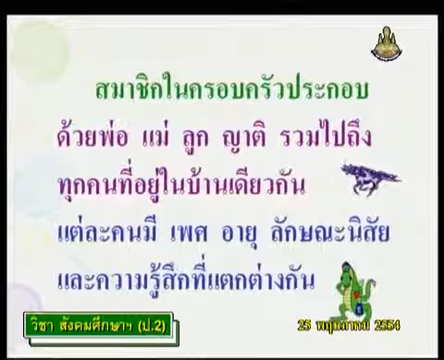 สมาชิกในครอบครัวประกอบ
ด้วยพ่อ แม่ ลูก ญาติ รวมไปถึง
ทุกคนที่อยู่ในบ้านเดียวกัน
แต่ละคนมี เพศ อายุ ลักษณะนิสัย
และความรู้สึกที่แตกต่างกัน
วิชา สังคมศึกษาฯ (ป.2)
25 พฤษภาคม 2554